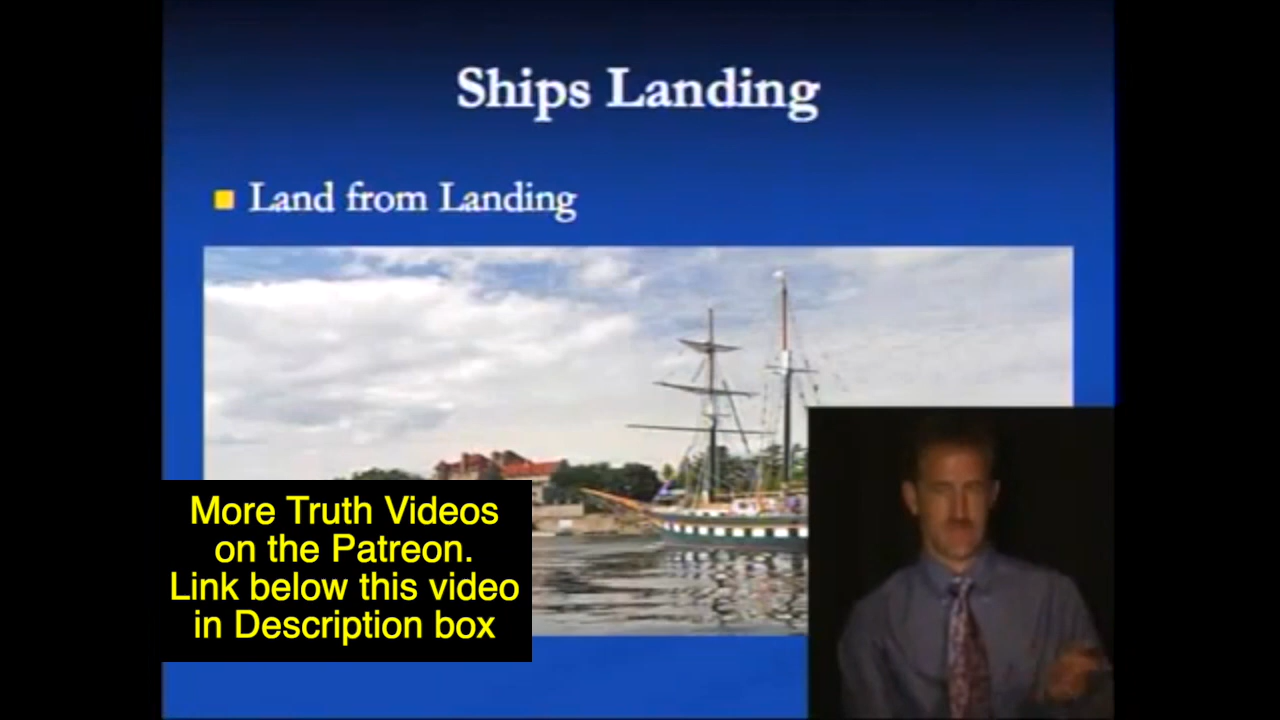 Ships Landing
Land from Landing
More Truth Videos
on the Patreon.
Link below this video
in Description box